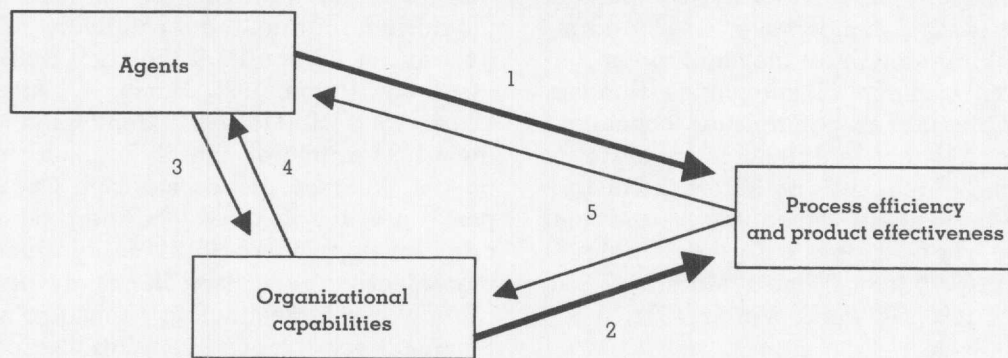 Agents
1
3
4
5
Process efficiency
and product effectiveness
Organizational
capabilities
2